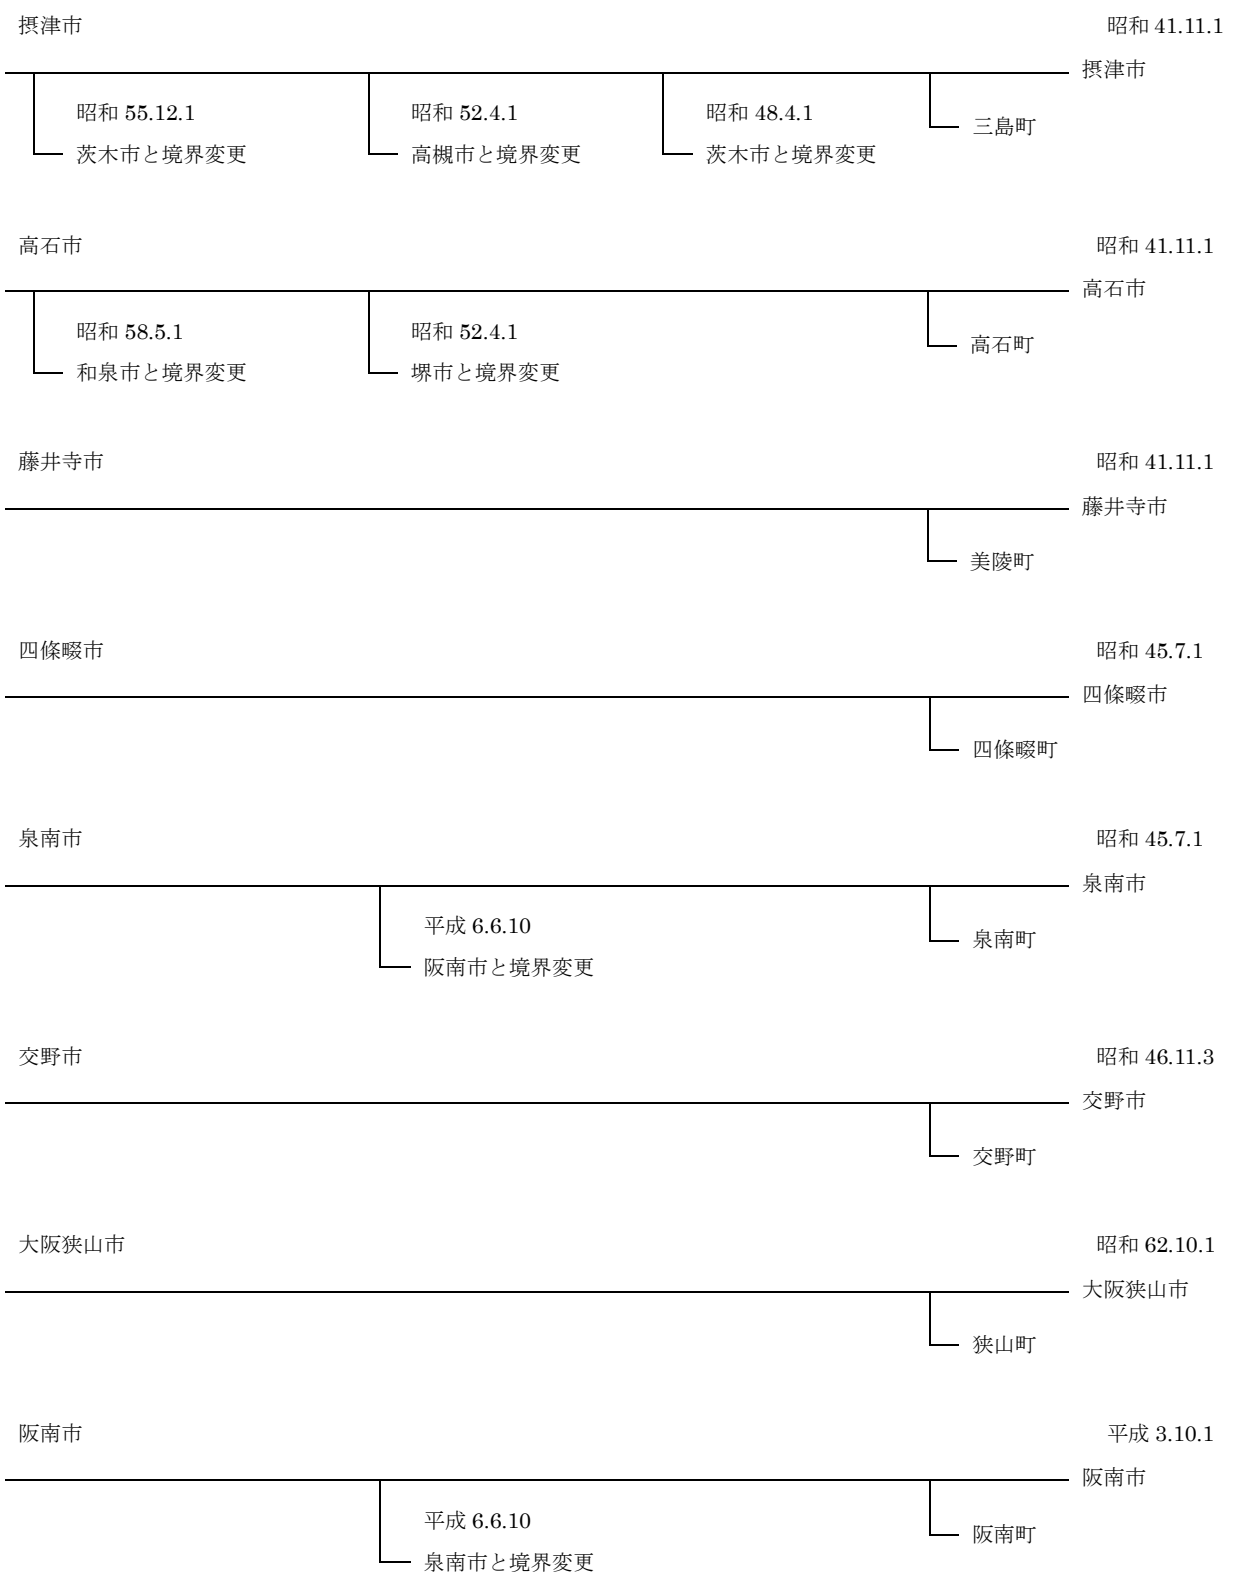 摂津市
昭和 41.11.1
摂津市
昭和 55.12.1
茨木市と境界変更
昭和 52.4.1
高槻市と境界変更
昭和 48.4.1
茨木市と境界変更
三島町
高石市
昭和 41.11.1
高石市
昭和 58.5.1
和泉市と境界変更
昭和 52.4.1
堺市と境界変更
高石町
藤井寺市
昭和 41.11.1
藤井寺市
美陵町
四條畷市
昭和 45.7.1
四條畷市
四條畷町
泉南市
昭和 45.7.1
泉南市
平成 6.6.10
阪南市と境界変更
泉南町
交野市
昭和 46.11.3
交野市
交野町
大阪狭山市
昭和 62.10.1
大阪狭山市
狭山町
阪南市
平成 3.10.1
阪南市
平成 6.6.10
泉南市と境界変更
阪南町